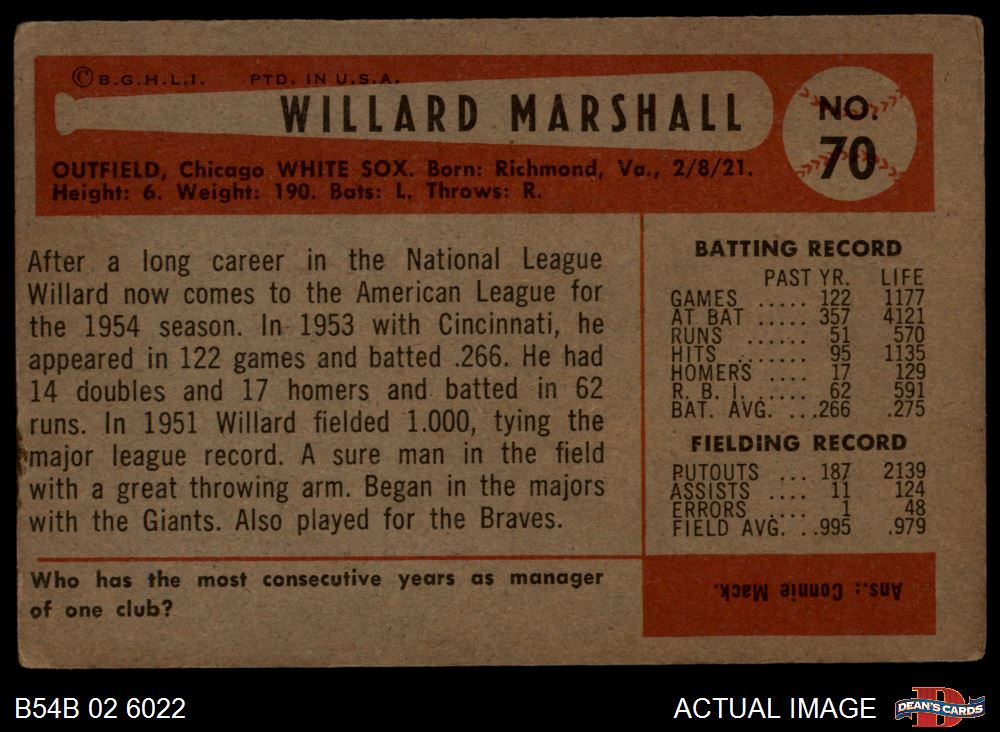 © B.G.H.L.I. PTD. IN U.S.A.
WILLARD MARSHALL
NO.
70
OUTFIELD, Chicago WHITE SOX. Born: Richmond, Va., 2/8/21.
Height: 6. Weight: 190. Bats: L. Throws: R.
After a long career in the National League
Willard now comes to the American League for
the 1954 season. In 1953 with Cincinnati, he
appeared in 122 games and batted .266. He had
14 doubles and 17 homers and batted in 62
runs. In 1951 Willard fielded 1.000, tying the
major league record. A sure man in the field
with a great throwing arm. Began in the majors
with the Giants. Also played for the Braves.
BATTING RECORD
PAST YR. LIFE
GAMES ..... 122 1177
AT BAT ..... 357 4121
RUNS ...... 51 570
HITS ....... 95 1135
HOMERS .... 17 129
R. B. I. ..... 62 591
BAT. AVG. ...266 .275
FIELDING RECORD
PUTOUTS ... 187 2139
ASSISTS .... 11 124
ERRORS .... 1 48
FIELD AVG. ..995 .979
Who has the most consecutive years as manager
of one club?
Ans.: Connie Mack.
B54B 02 6022
ACTUAL IMAGE
D
DEAN'S CARDS